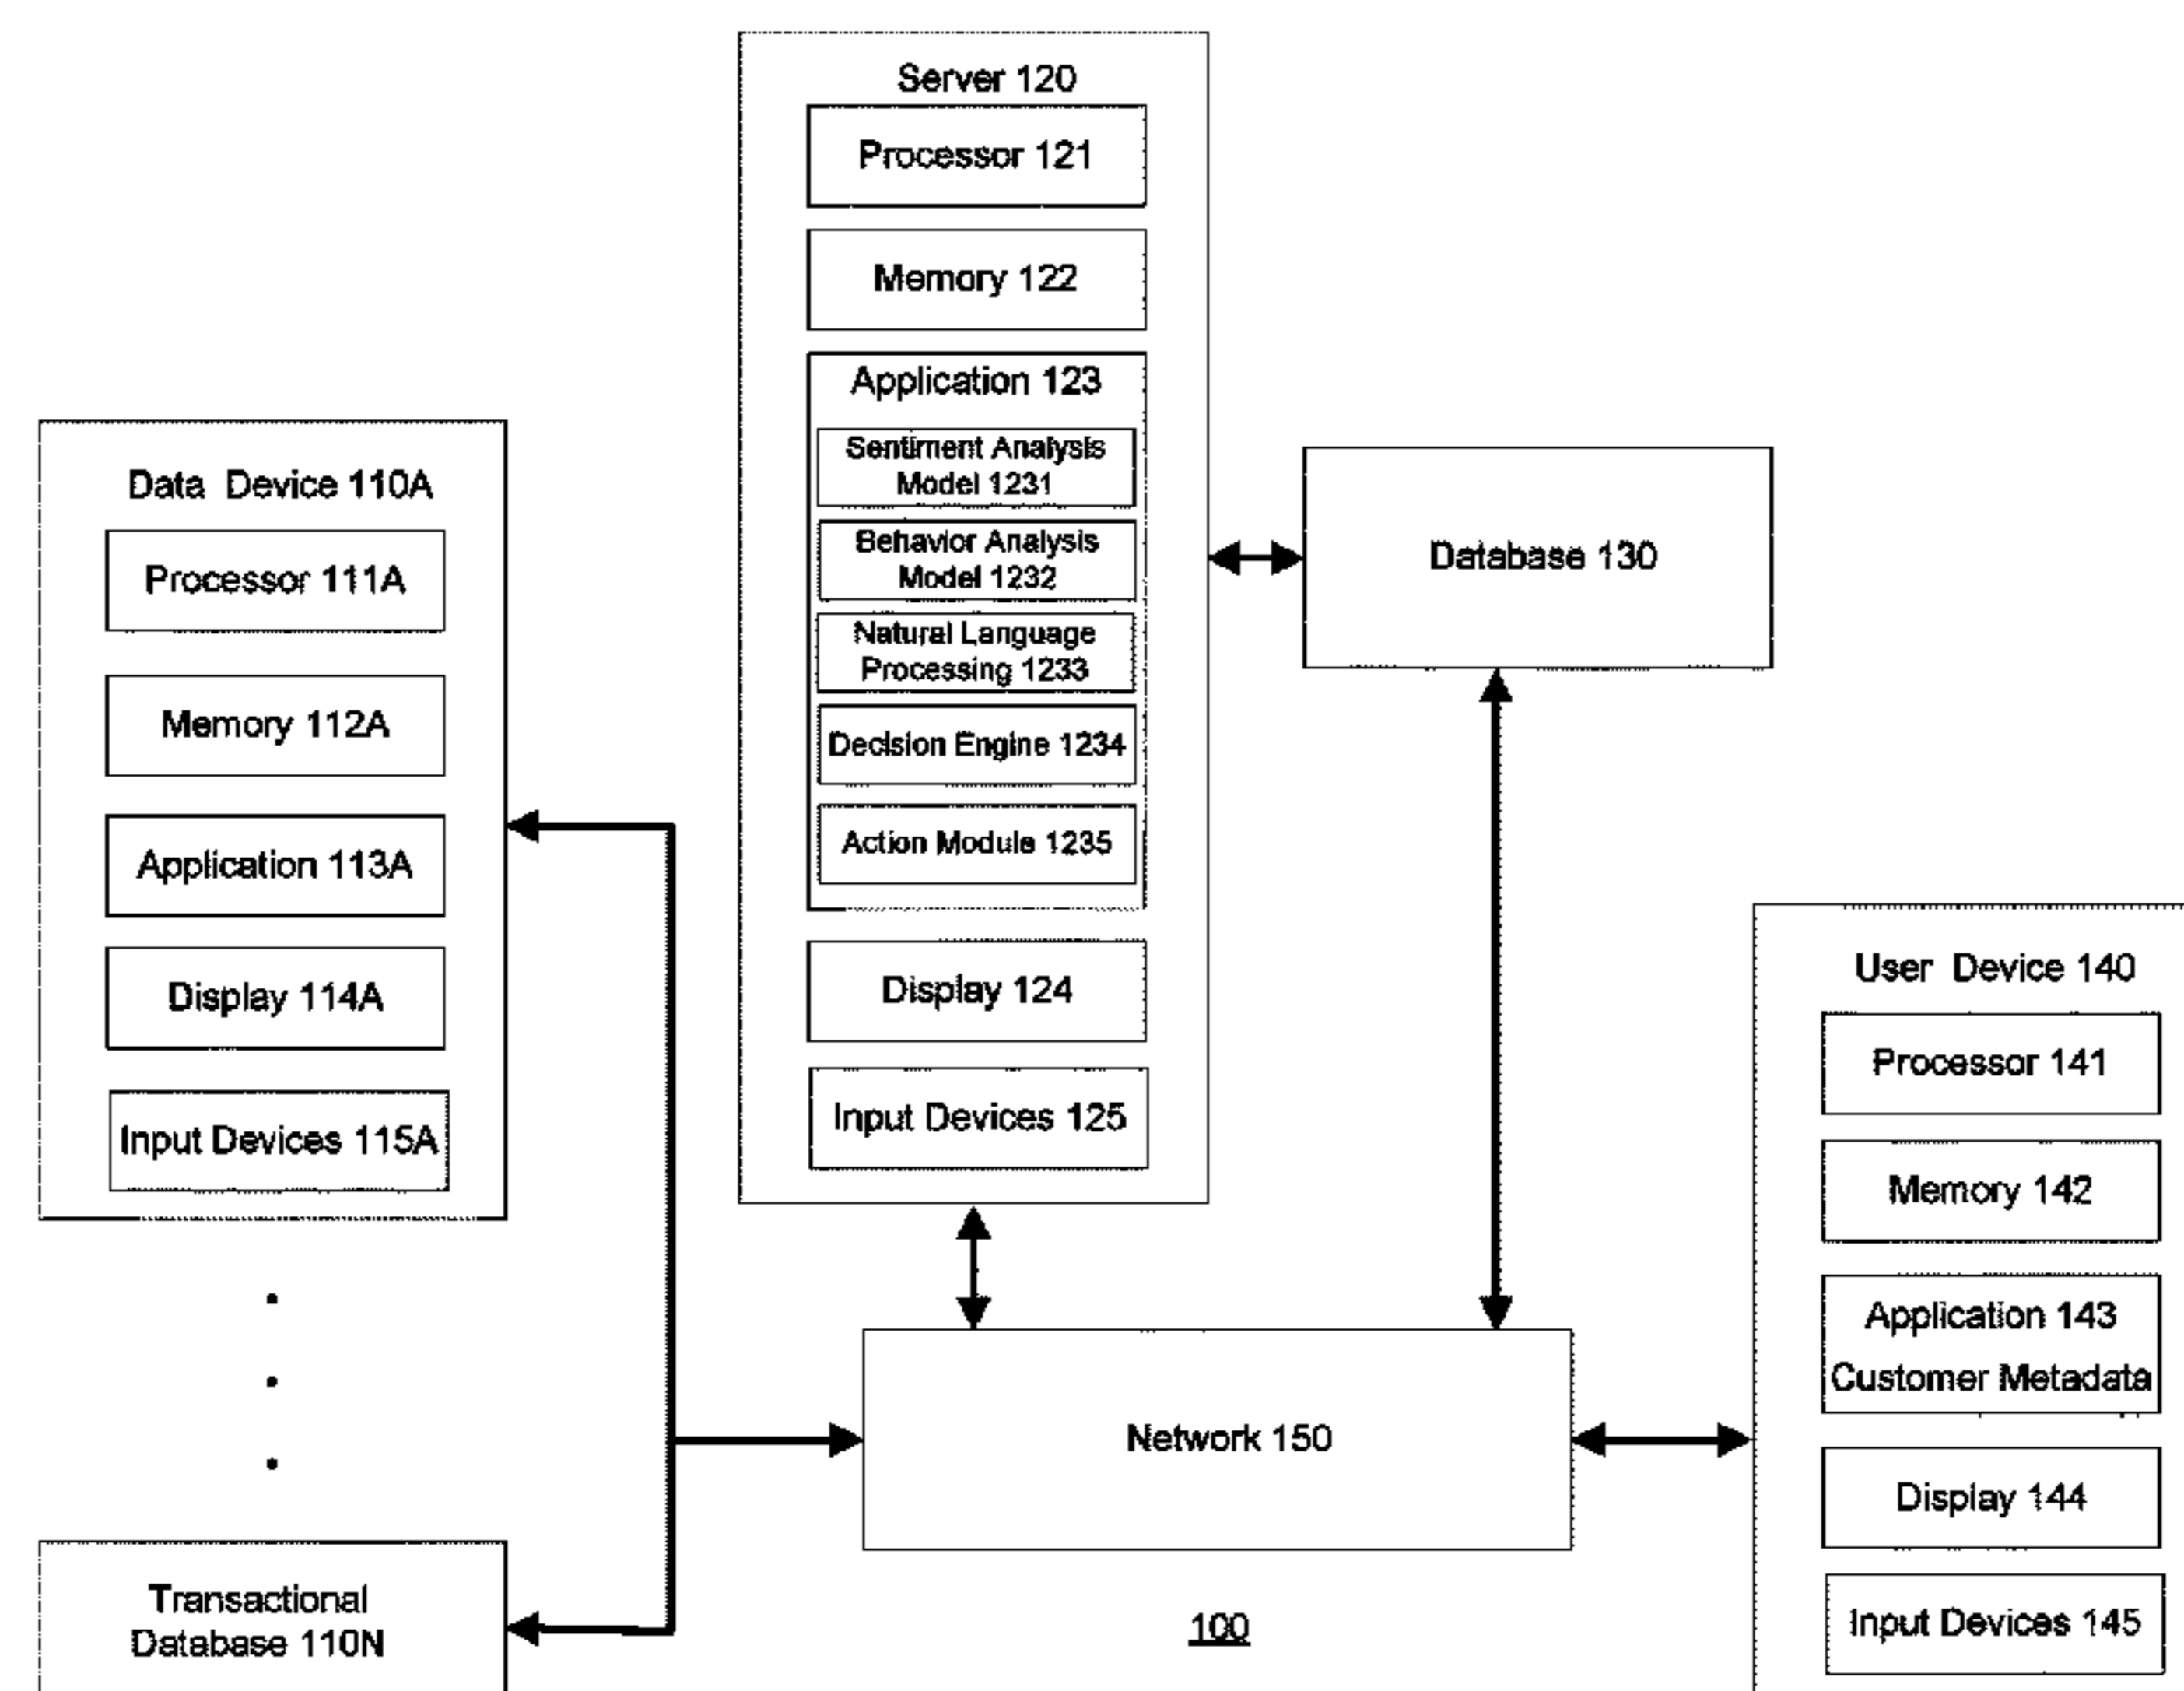 Server 120
Processor 121
Memory 122
Application 123
Sentiment Analysis
Model 1231
Behavior Analysis
Model 1232
Natural Language
Processing 1233
Decision Engine 1234
Action Module 1235
Display 124
Input Devices 125
Data Device 110A
Processor 111A
Memory 112A
Application 113A
Display 114A
Input Devices 115A
Transactional
Database 110N
Database 130
Network 150
User Device 140
Processor 141
Memory 142
Application 143
Customer Metadata
Display 144
Input Devices 145
100